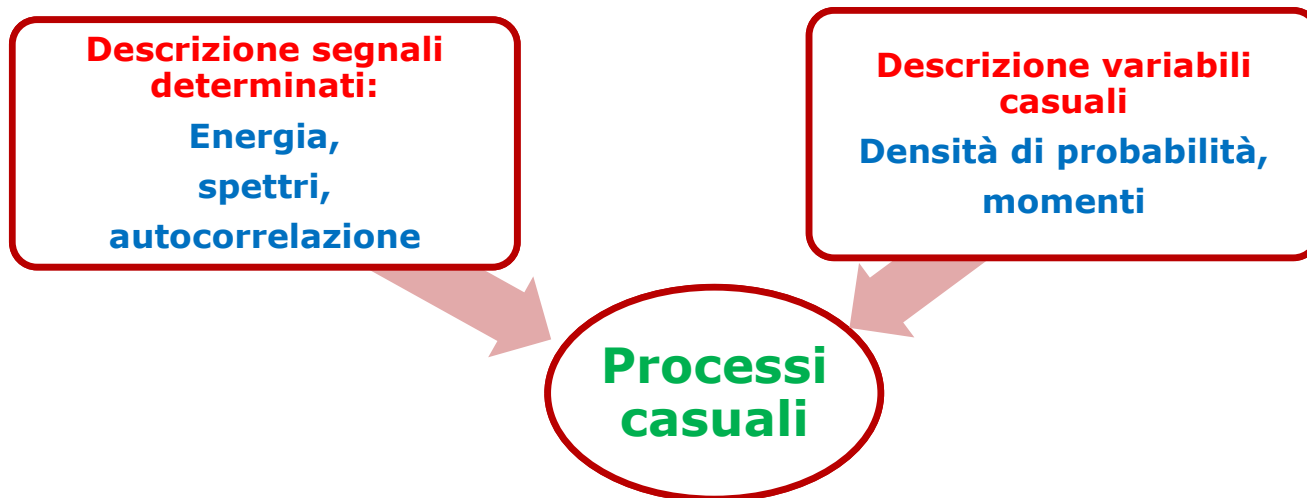 Descrizione segnali
determinati:
Energia,
spettri,
autocorrelazione
Descrizione variabili
casuali
Densità di probabilità,
momenti
Processi
casuali